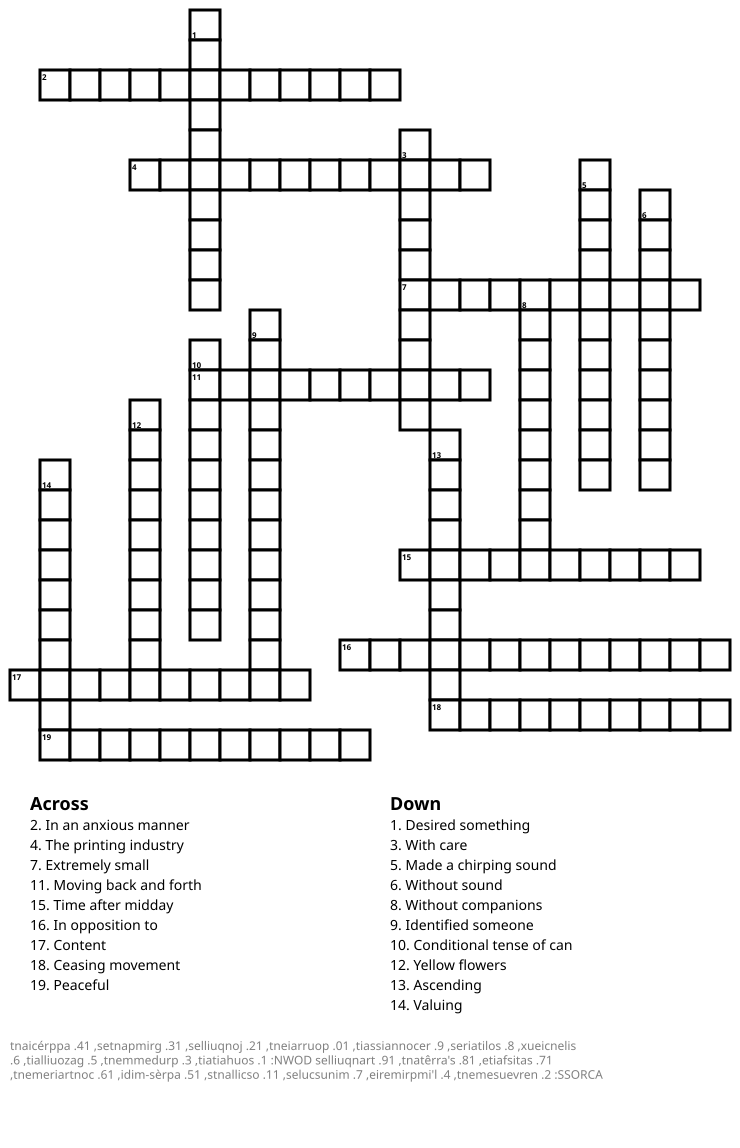 1
2
3
4
5
6
7
8
9
10
11
12
13
14
15
16
17
18
19
Across
2. In an anxious manner
4. The printing industry
7. Extremely small
11. Moving back and forth
15. Time after midday
16. In opposition to
17. Content
18. Ceasing movement
19. Peaceful
Down
1. Desired something
3. With care
5. Made a chirping sound
6. Without sound
8. Without companions
9. Identified someone
10. Conditional tense of can
12. Yellow flowers
13. Ascending
14. Valuing
tnaicérppa .41 ,setnapmirg .31 ,selliuqnoj .21 ,tneiarruop .01 ,tiassiannocer .9 ,seriatilos .8 ,xueicnelis
.6 ,tialliuozag .5 ,tnemmedurp .3 ,tiatiahuos .1 :NWOD selliuqnart .91 ,tnatêrra's .81 ,etiafsitas .71
,tnemeriartnoc .61 ,idim-sèrpa .51 ,stnallicso .11 ,selucsunim .7 ,eiremirpmi'l .4 ,tnemesuevren .2 :SSORCA